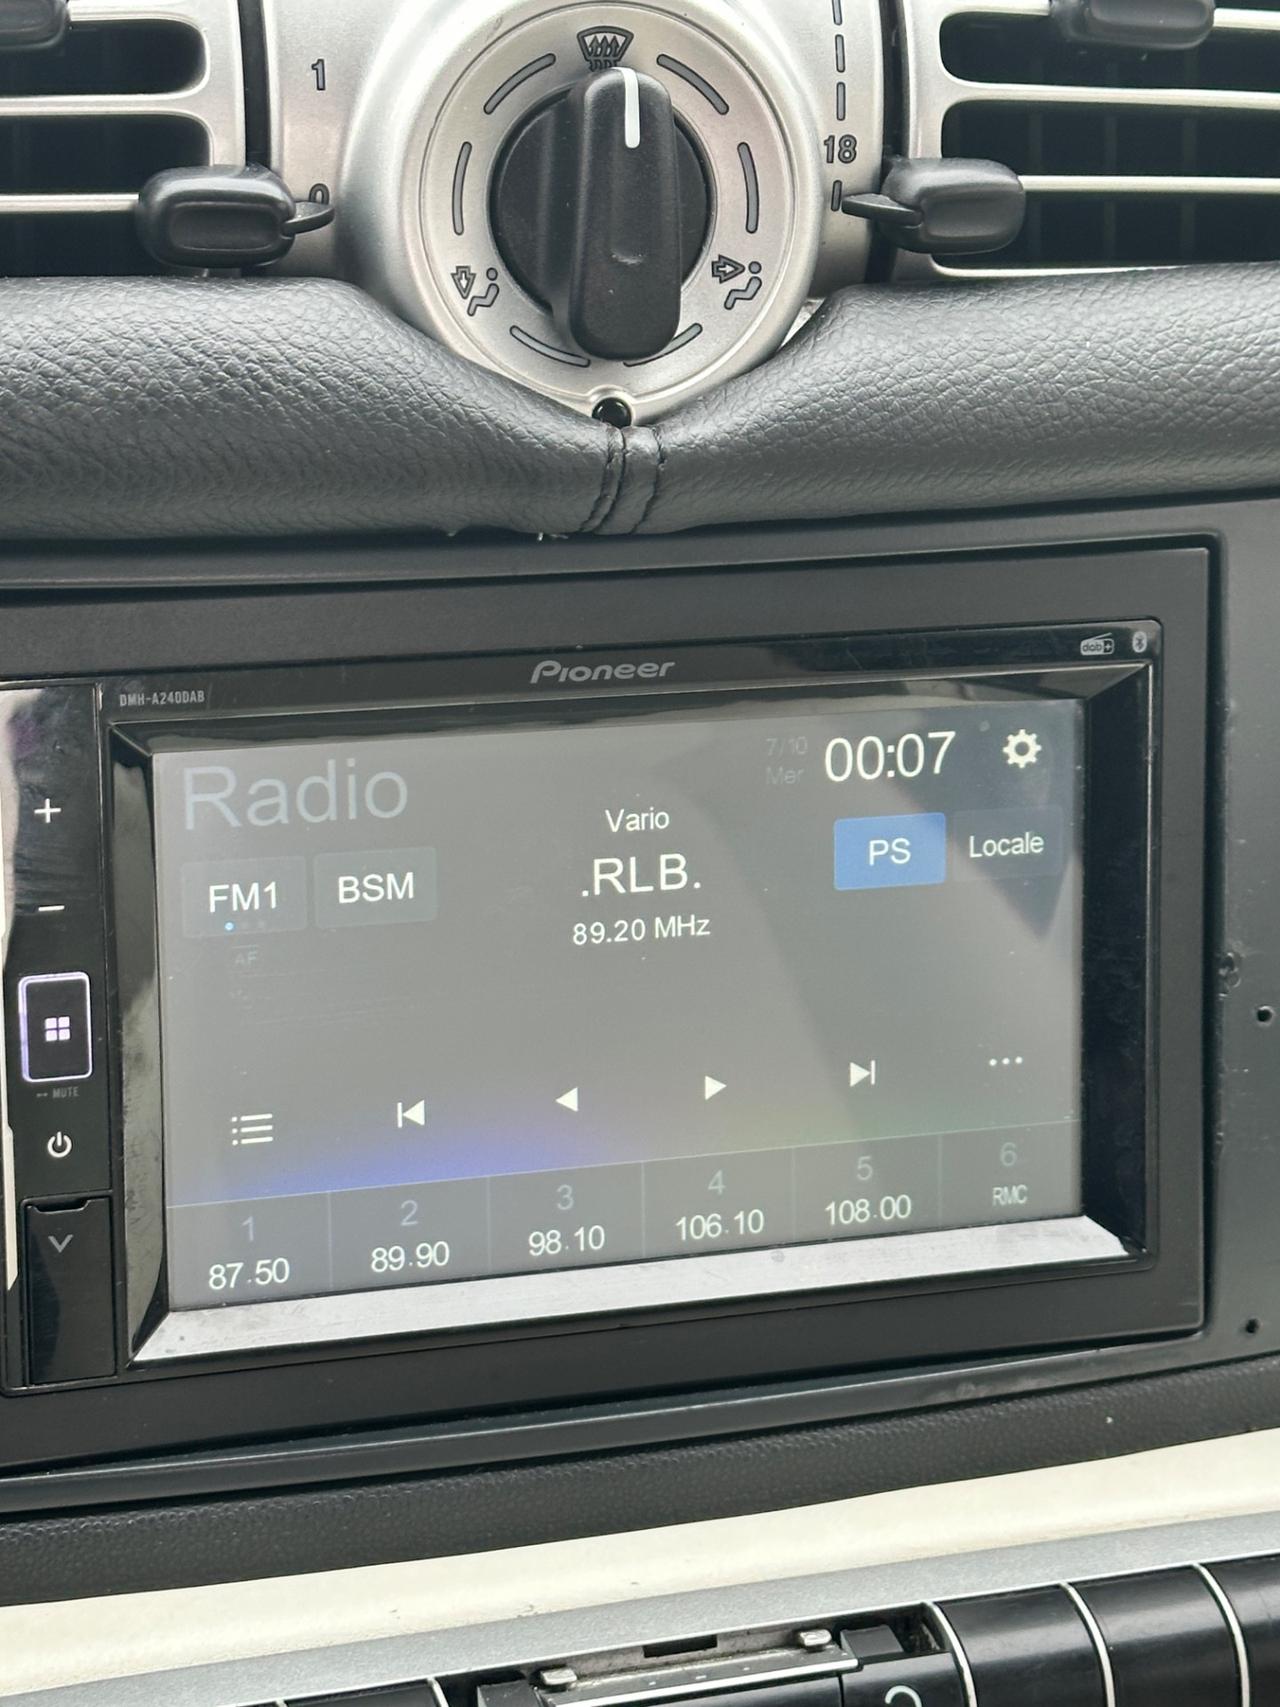 1
0
18
Pioneer
dab+
DMH-A240DAB
Radio
7/10
Mer
00:07
Vario
.RLB.
89.20 MHz
PS
Locale
FM1
BSM
AF
MUTE
1
87.50
2
89.90
3
98.10
4
106.10
5
108.00
6
RMC